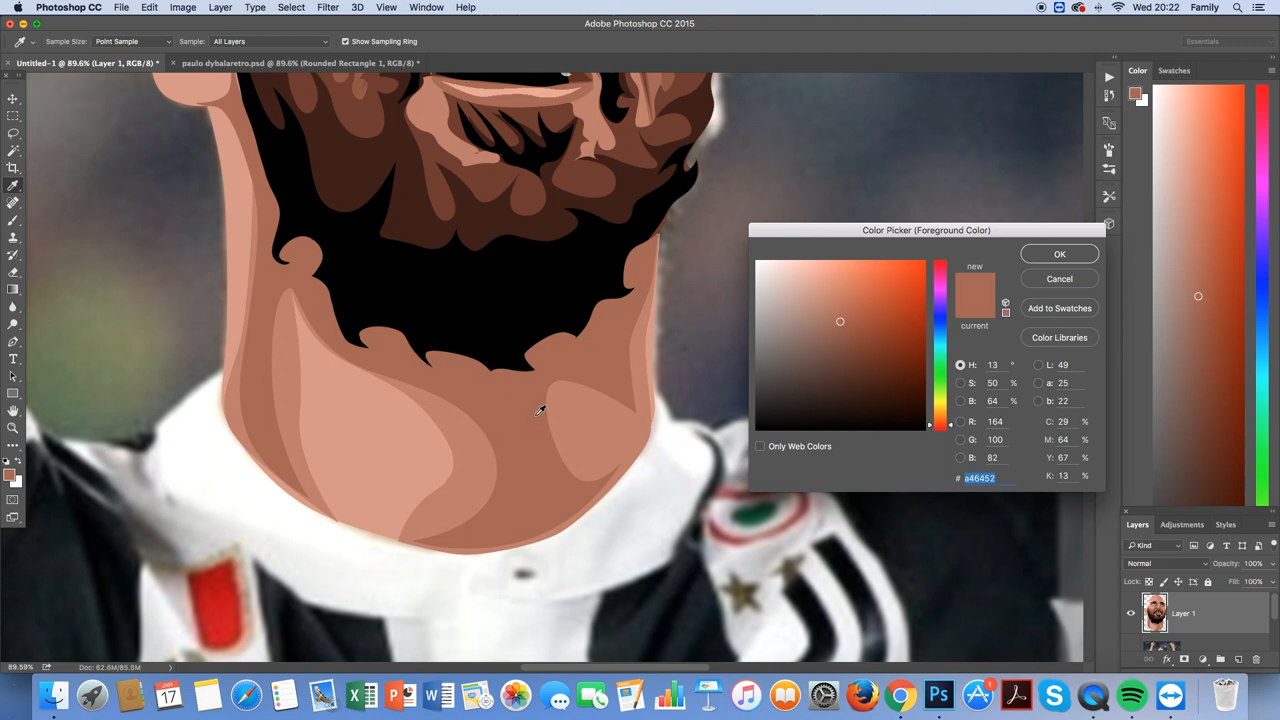 Photoshop CC File Edit Image Layer Type Select Filter 3D View Window Help Wed 20:22 Family
Adobe Photoshop CC 2015
Sample Size: Point Sample Sample: All Layers Show Sampling Ring Essentials
Untitled-1 @ 89.6% (Layer 1, RGB/8) * paulo dybalaretro.psd @ 89.6% (Rounded Rectangle 1, RGB/8) *
Color Swatches
Color Picker (Foreground Color)
new
current
OK
Cancel
Add to Swatches
Color Libraries
H: 13 ° L: 49
S: 50 % a: 25
B: 64 % b: 22
R: 164 C: 29 %
G: 100 M: 64 %
B: 82 Y: 67 %
# a46452 K: 13 %
Only Web Colors
Layers Adjustments Styles
Kind
Normal Opacity: 100%
Lock: Fill: 100%
Layer 1
89.59% Doc: 62.6M/85.5M
JAN
17
W
Ps
1
S